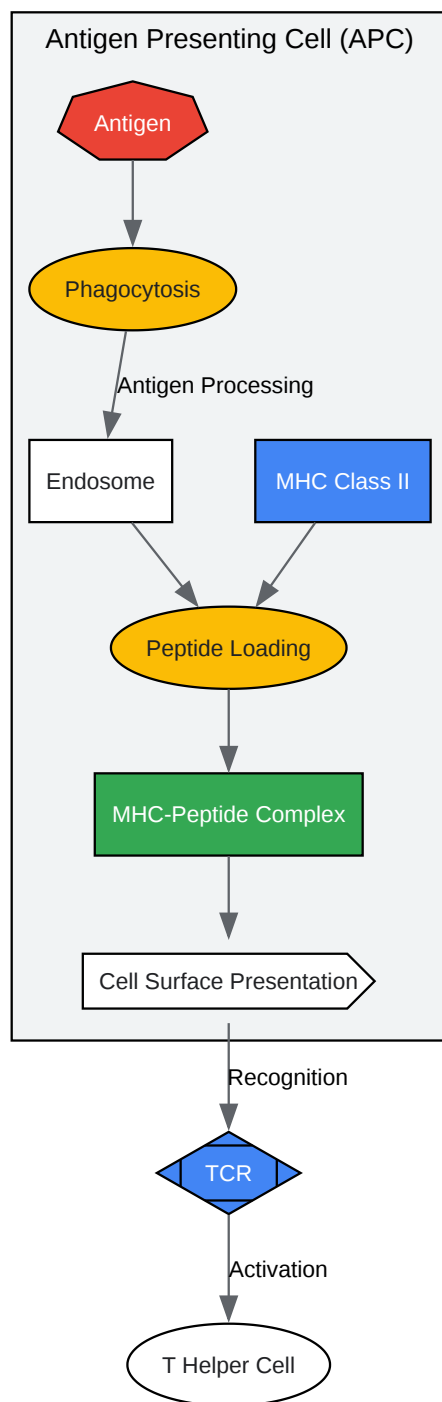 Antigen Presenting Cell (APC)
Antigen
Phagocytosis
Antigen Processing
Endosome
MHC Class II
Peptide Loading
MHC-Peptide Complex
Cell Surface Presentation
Recognition
TCR
Activation
T Helper Cell